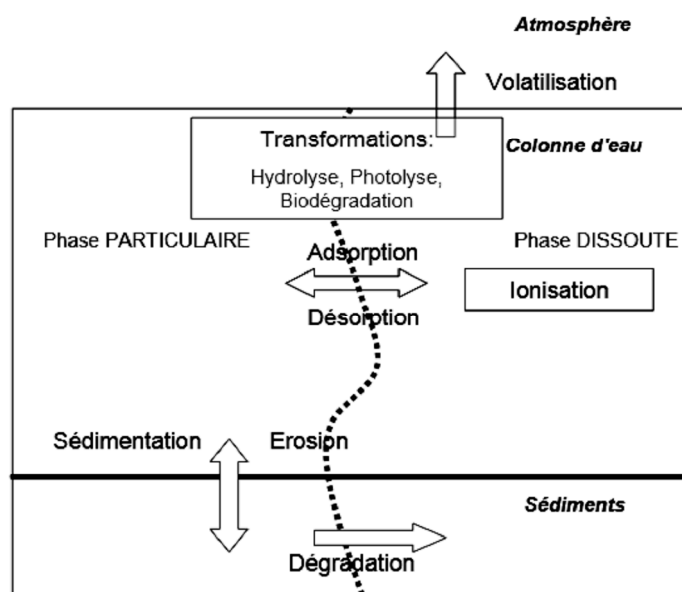 Atmosphère
Volatilisation
Transformations:
Colonne d'eau
Hydrolyse, Photolyse,
Biodégradation
Phase PARTICULAIRE
Phase DISSOUTE
Adsorption
Ionisation
Désorption
Sédimentation
Erosion
Sédiments
Dégradation